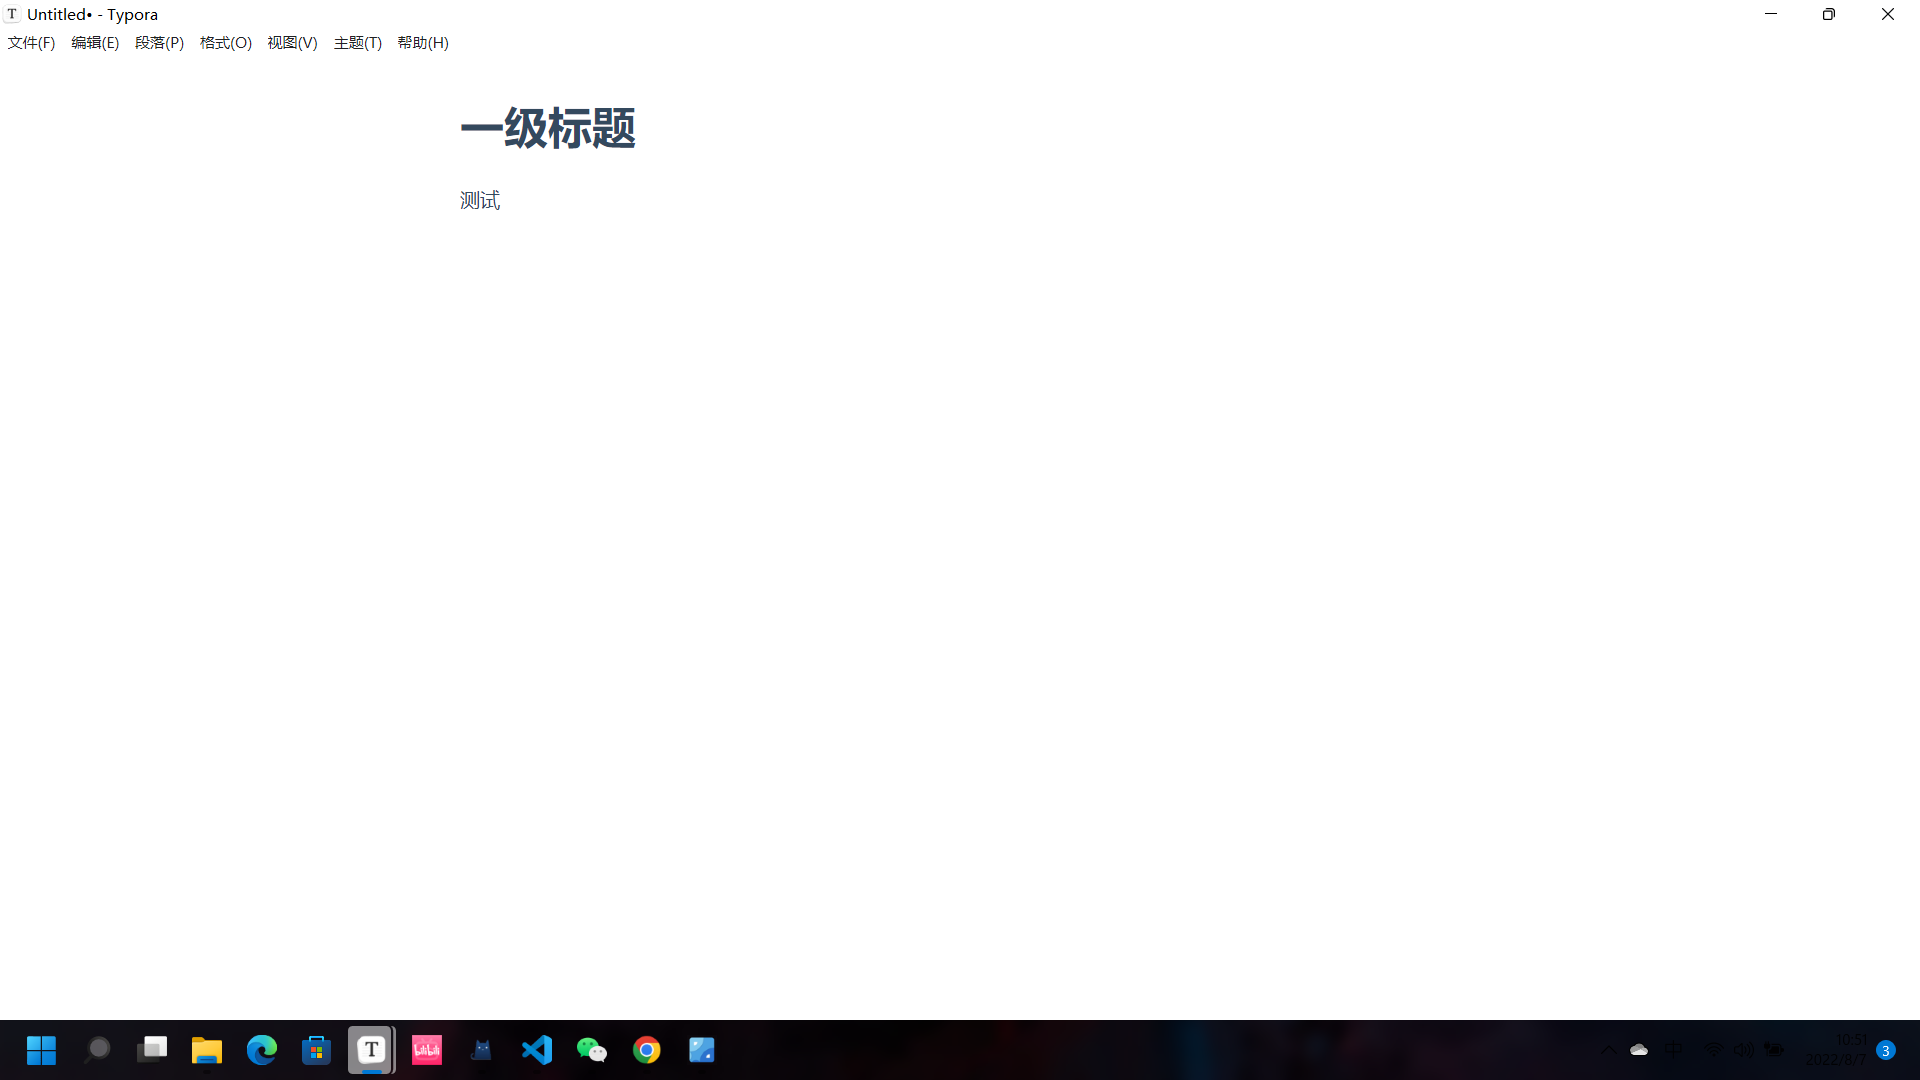 T Untitled• - Typora
文件(F) 编辑(E) 段落(P) 格式(O) 视图(V) 主题(T) 帮助(H)
一级标题
测试
T bilibili 中 10:51
2022/8/7 3